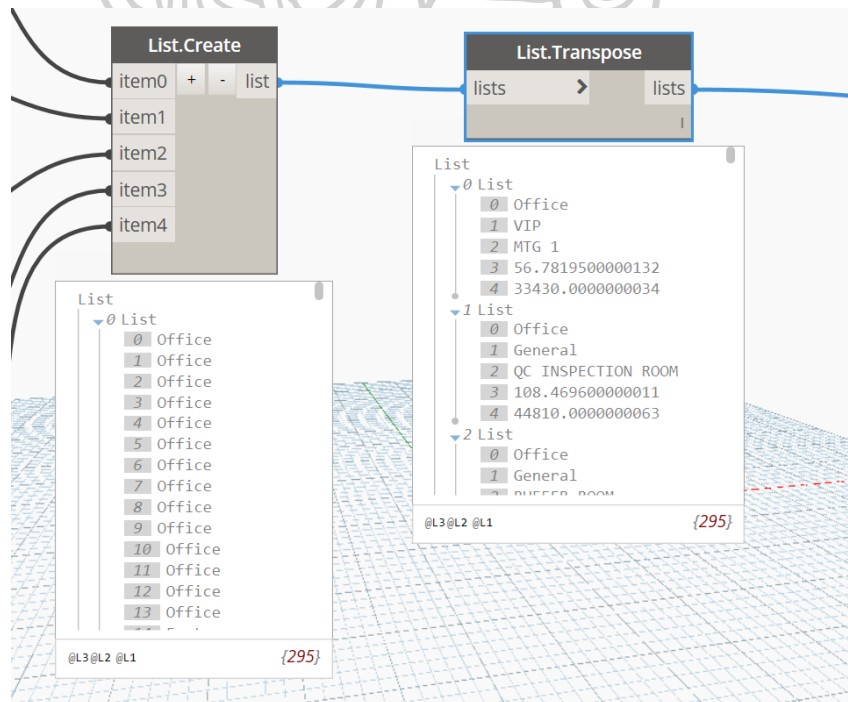 List.Create
item0 + - list
item1
item2
item3
item4
List
0 List
0 Office
1 Office
2 Office
3 Office
4 Office
5 Office
6 Office
7 Office
8 Office
9 Office
10 Office
11 Office
12 Office
13 Office
@L3 @L2 @L1 {295}
List.Transpose
lists > lists
List
0 List
0 Office
1 VIP
2 MTG 1
3 56.7819500000132
4 33430.0000000034
1 List
0 Office
1 General
2 QC INSPECTION ROOM
3 108.469600000011
4 44810.0000000063
2 List
0 Office
1 General
2 BUFFER ROOM
@L3 @L2 @L1 {295}